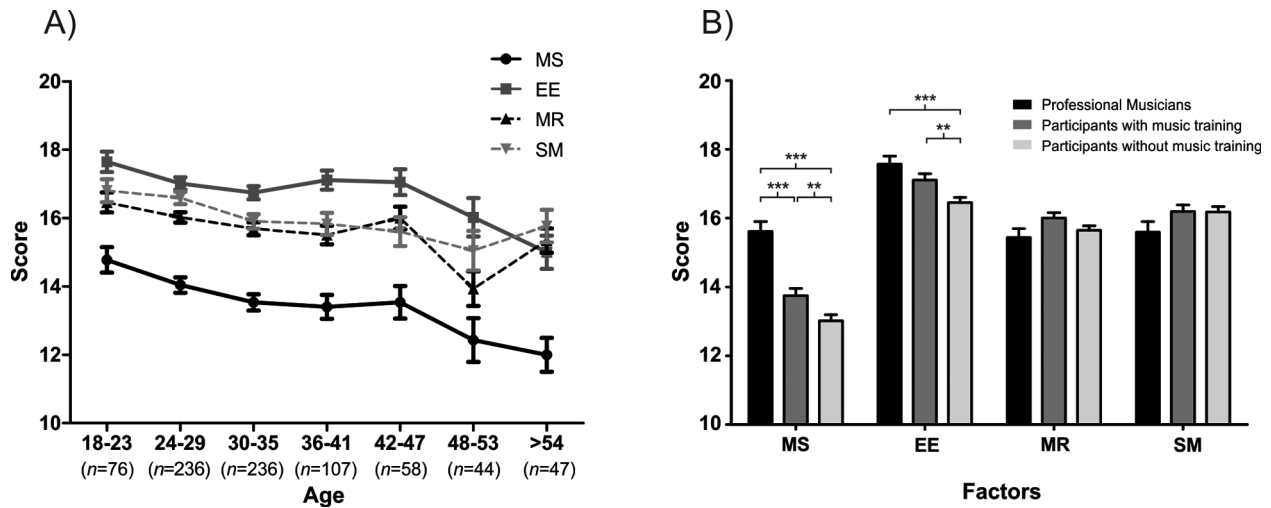 A)
MS
EE
MR
SM
20
18
16
14
12
10
Score
18-23 24-29 30-35 36-41 42-47 48-53 >54
(n=76) (n=236) (n=236) (n=107) (n=58) (n=44) (n=47)
Age
B)
20
18
16
14
12
10
Score
Professional Musicians
Participants with music training
Participants without music training
***
**
***
*** **
MS EE MR SM
Factors